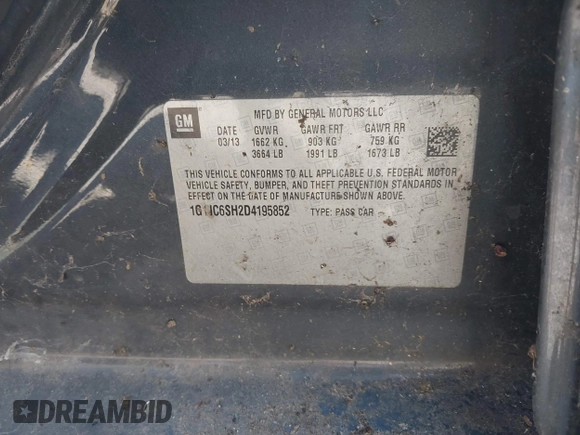 GM
MFD BY GENERAL MOTORS LLC
DATE GVWR GAWR FRT GAWR RR
03/13 1662 KG 903 KG 759 KG
3664 LB 1991 LB 1673 LB
THIS VEHICLE CONFORMS TO ALL APPLICABLE U.S. FEDERAL MOTOR
VEHICLE SAFETY, BUMPER, AND THEFT PREVENTION STANDARDS IN
EFFECT ON THE DATE OF MANUFACTURE SHOWN ABOVE.
TYPE: PASS CAR
DREAMBID